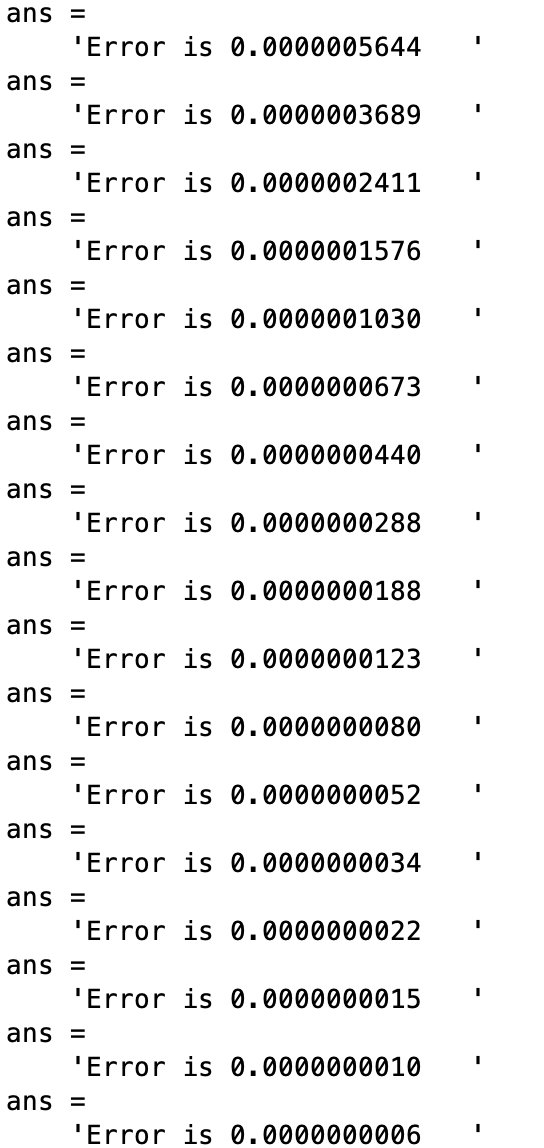 ans =
'Error is 0.0000005644   '
ans =
'Error is 0.0000003689   '
ans =
'Error is 0.0000002411   '
ans =
'Error is 0.0000001576   '
ans =
'Error is 0.0000001030   '
ans =
'Error is 0.0000000673   '
ans =
'Error is 0.0000000440   '
ans =
'Error is 0.0000000288   '
ans =
'Error is 0.0000000188   '
ans =
'Error is 0.0000000123   '
ans =
'Error is 0.0000000080   '
ans =
'Error is 0.0000000052   '
ans =
'Error is 0.0000000034   '
ans =
'Error is 0.0000000022   '
ans =
'Error is 0.0000000015   '
ans =
'Error is 0.0000000010   '
ans =
'Error is 0.0000000006   '